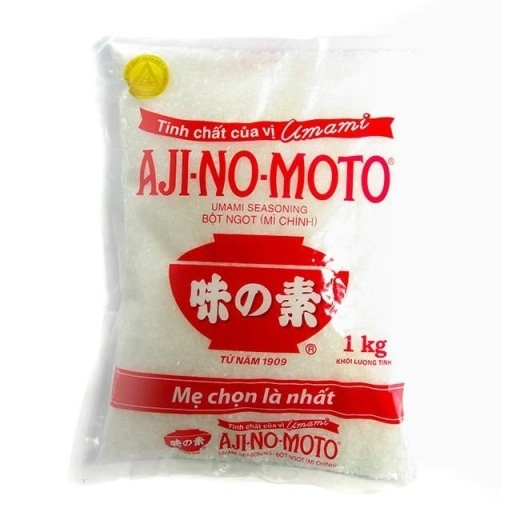 Tinh chất của vị Umami
AJI-NO-MOTO®
UMAMI SEASONING
BỘT NGỌT (MÌ CHÍNH)
味の素
®
TỪ NĂM 1909
1 kg
KHỐI LƯỢNG TỊNH
Mẹ chọn là nhất
Tinh chất của vị Umami
味の素
AJI-NO-MOTO®
UMAMI SEASONING - BỘT NGỌT (MÌ CHÍNH)